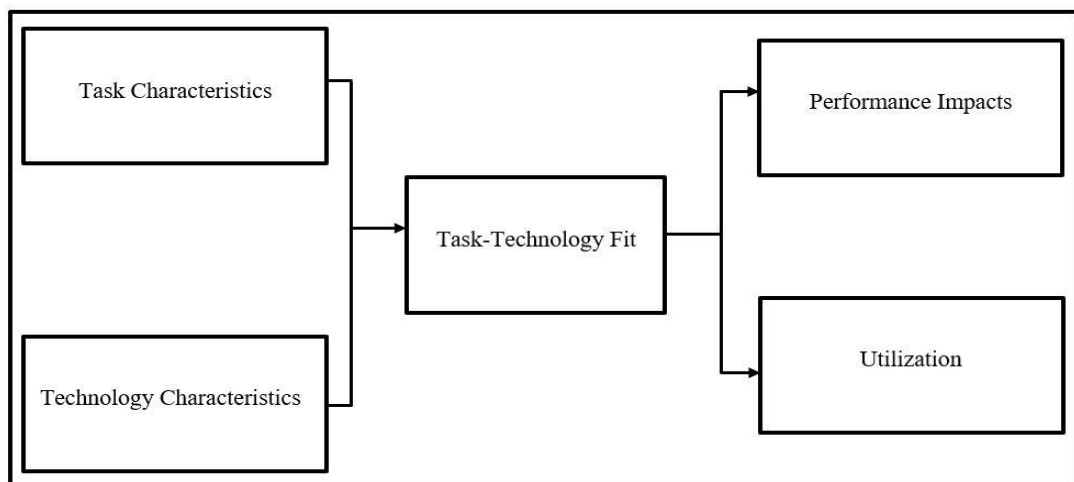 Task Characteristics
Performance Impacts
Task-Technology Fit
Technology Characteristics
Utilization